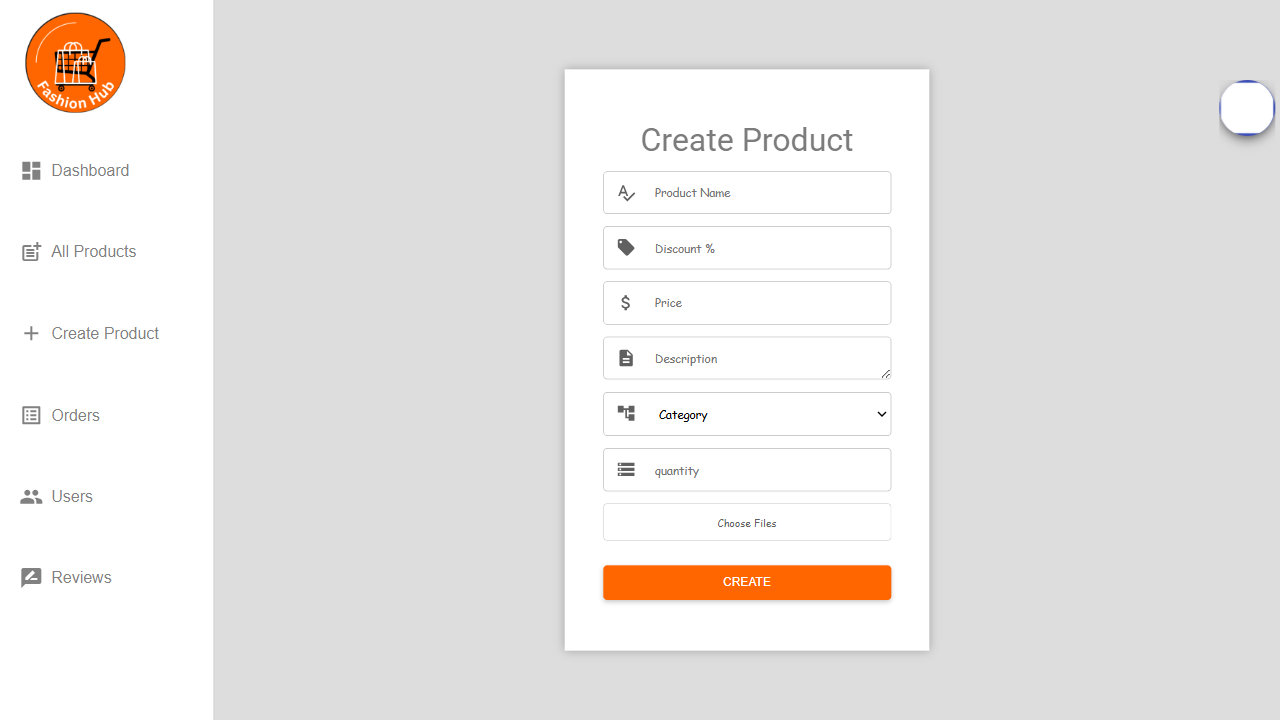 Fashion Hub
Dashboard
All Products
Create Product
Orders
Users
Reviews
Create Product
Product Name
Discount %
Price
Description
Category
quantity
Choose Files
CREATE